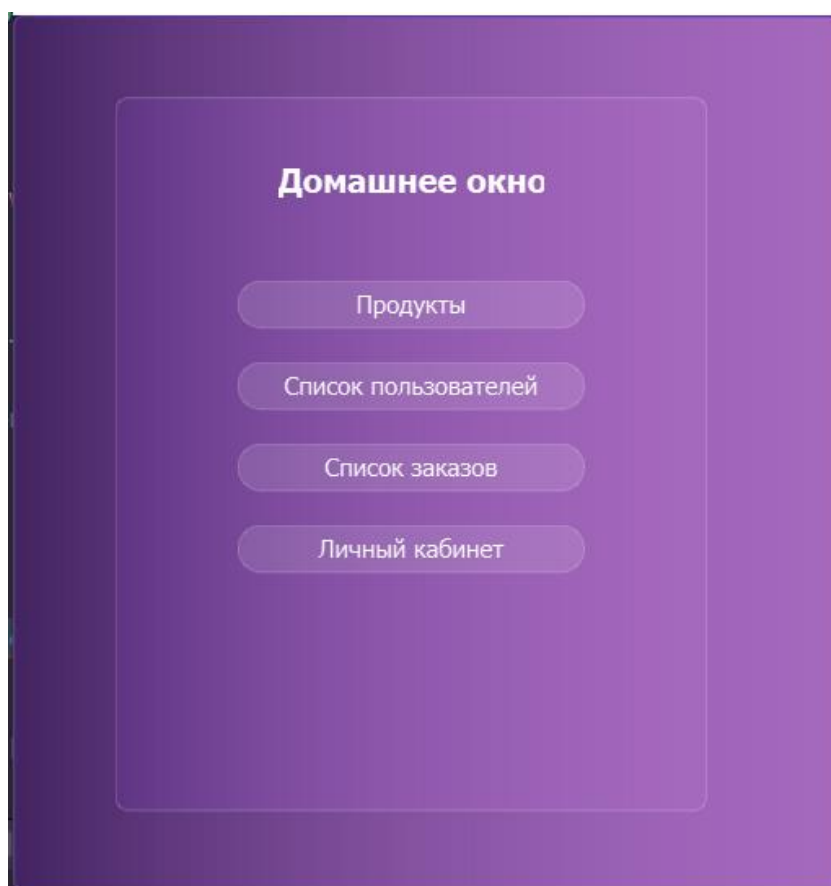 Домашнее окно
Продукты
Список пользователей
Список заказов
Личный кабинет